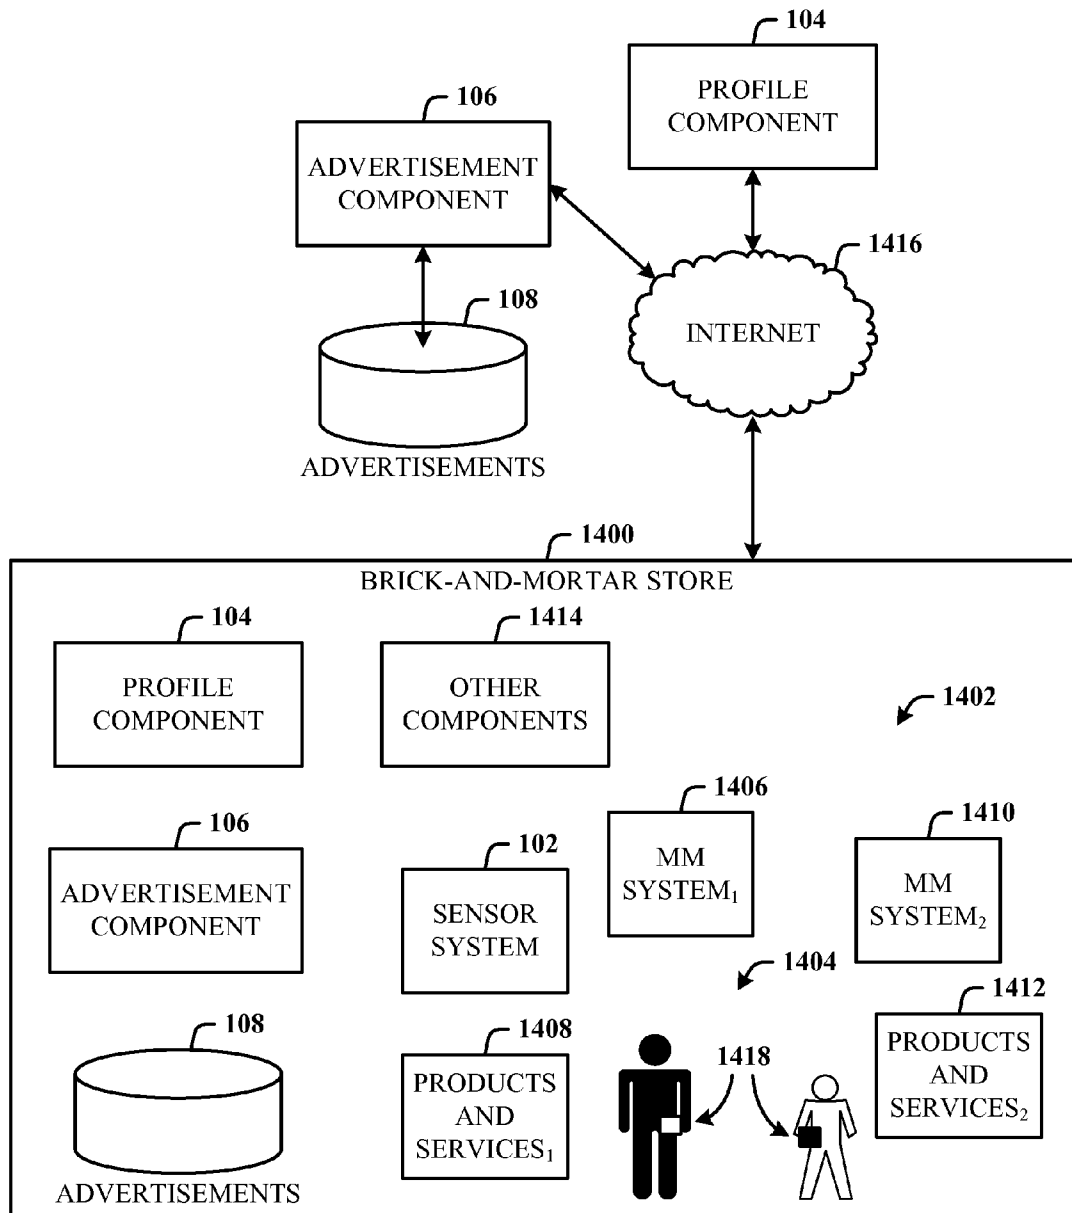 104
PROFILE
COMPONENT
106
ADVERTISEMENT
COMPONENT
1416
INTERNET
108
ADVERTISEMENTS
1400
BRICK-AND-MORTAR STORE
104
PROFILE
COMPONENT
1414
OTHER
COMPONENTS
1402
1406
MM
SYSTEM₁
1410
MM
SYSTEM₂
106
ADVERTISEMENT
COMPONENT
102
SENSOR
SYSTEM
1404
1412
PRODUCTS
AND
SERVICES₂
108
ADVERTISEMENTS
1408
PRODUCTS
AND
SERVICES₁
1418